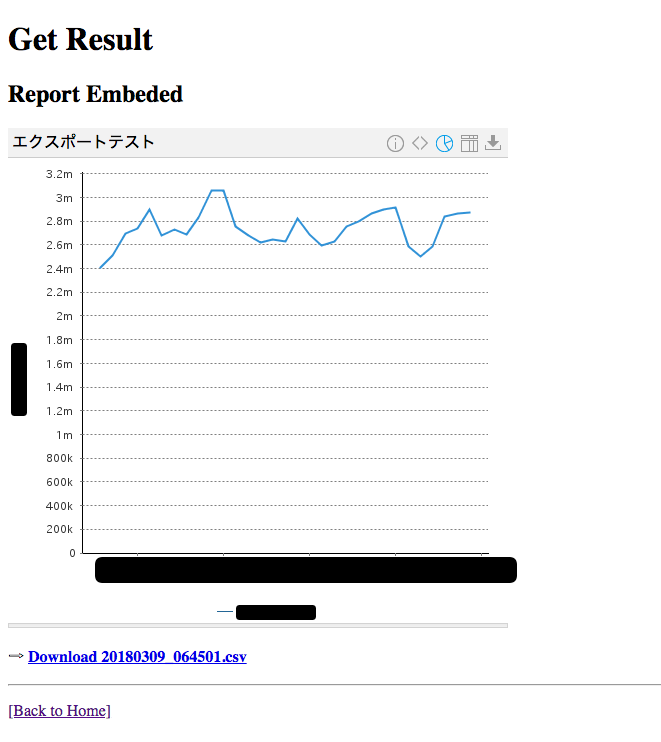 Get Result
Report Embeded
エクスポートテスト
3.2m
3m
2.8m
2.6m
2.4m
2.2m
2m
1.8m
1.6m
1.4m
1.2m
1m
800k
600k
400k
200k
0
Download 20180309_064501.csv
[Back to Home]